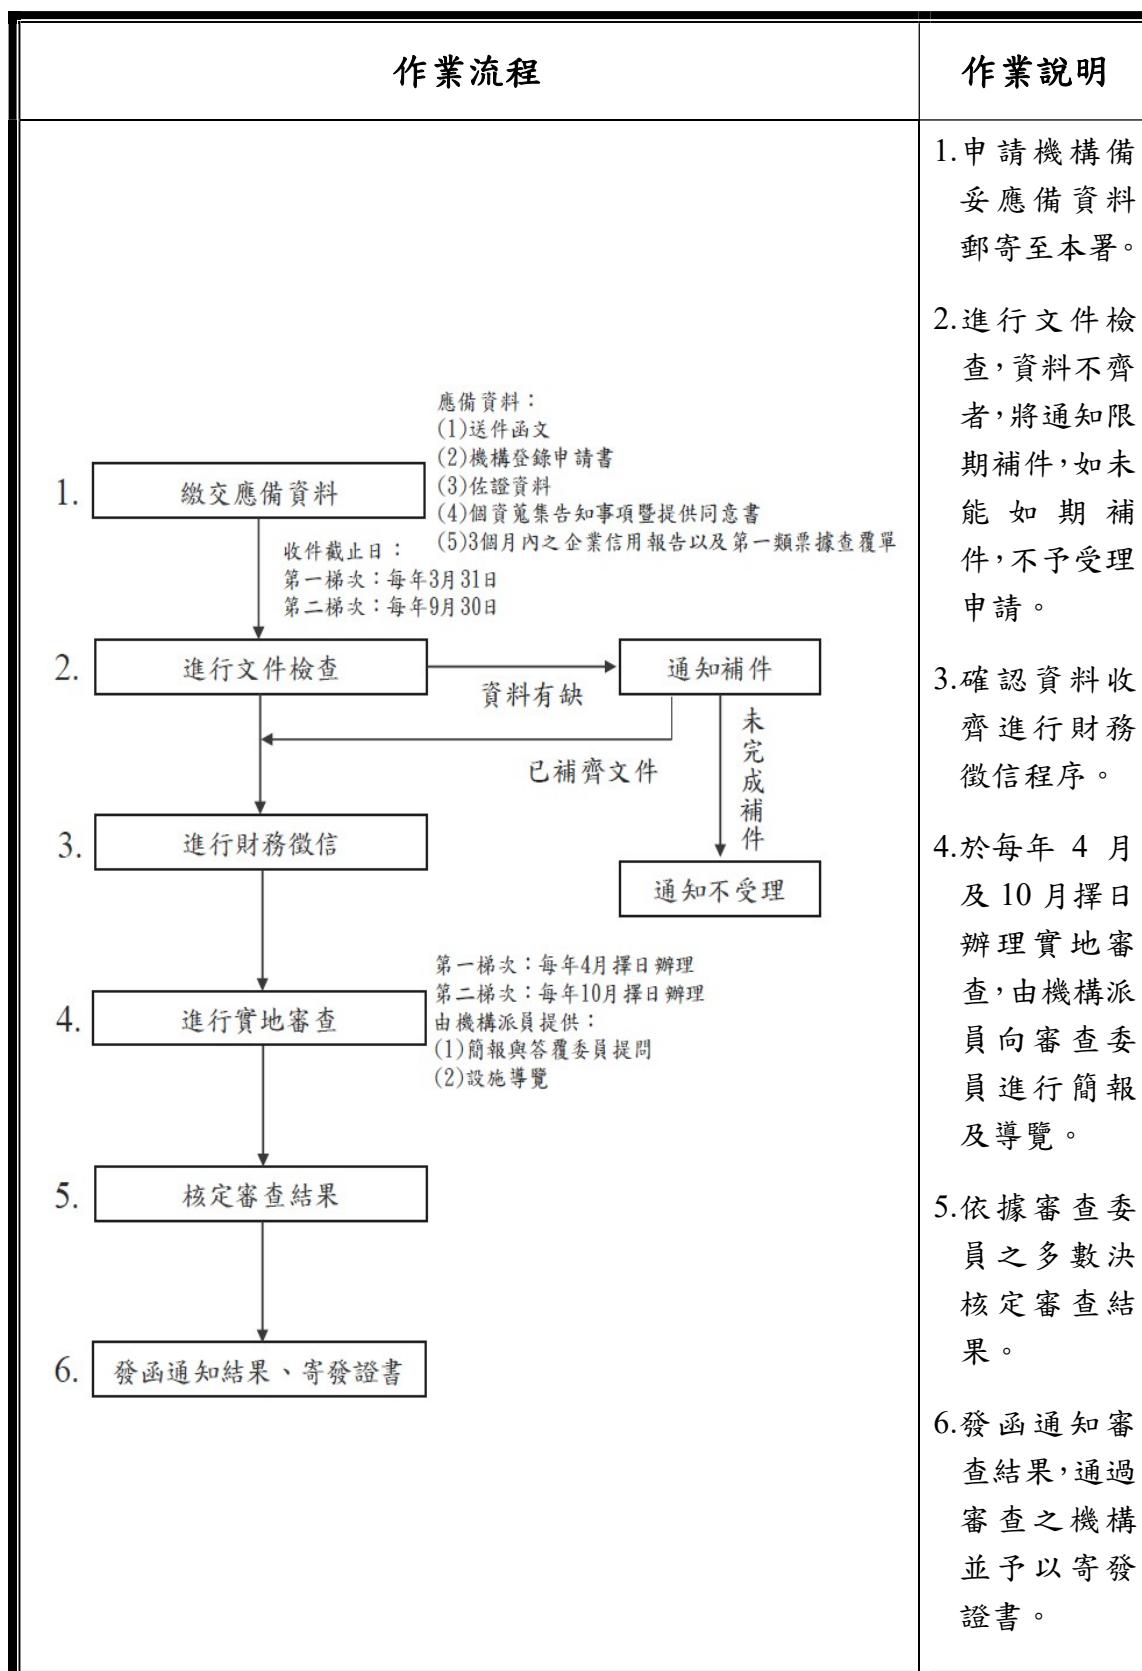 作業流程
作業說明
應備資料：
(1)送件函文
(2)機構登錄申請書
(3)佐證資料
(4)個資蒐集告知事項暨提供同意書
(5)3個月內之企業信用報告以及第一類票據查覆單
1.
繳交應備資料
收件截止日：
第一梯次：每年3月31日
第二梯次：每年9月30日
2.
進行文件檢查
資料有缺
通知補件
已補齊文件
未完成補件
3.
進行財務徵信
通知不受理
第一梯次：每年4月擇日辦理
第二梯次：每年10月擇日辦理
由機構派員提供：
(1)簡報與答覆委員提問
(2)設施導覽
4.
進行實地審查
5.
核定審查結果
6.
發函通知結果、寄發證書
1.申請機構備
妥應備資料
郵寄至本署。
2.進行文件檢
查，資料不齊
者，將通知限
期補件，如未
能如期補
件，不予受理
申請。
3.確認資料收
齊進行財務
徵信程序。
4.於每年 4 月
及 10 月擇日
辦理實地審
查，由機構派
員向審查委
員進行簡報
及導覽。
5.依據審查委
員之多數決
核定審查結
果。
6.發函通知審
查結果，通過
審查之機構
並予以寄發
證書。